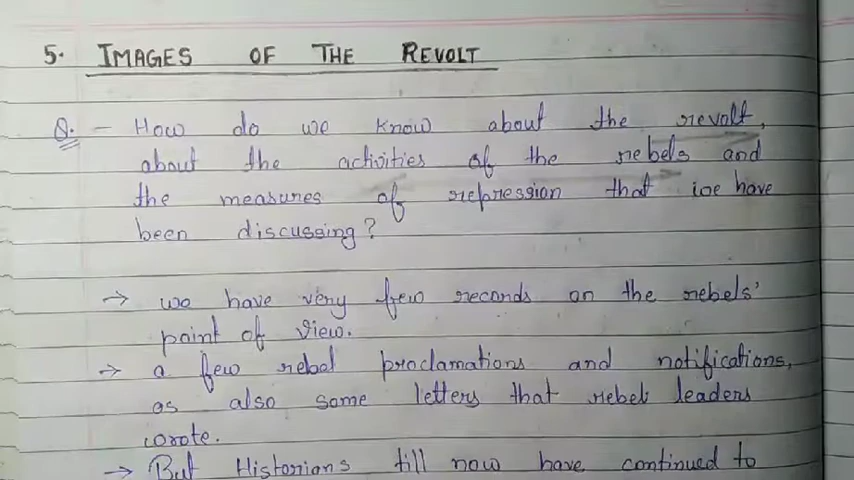 5. IMAGES OF THE REVOLT
Q. - How do we know about the revolt,
about the activities of the rebels and
the measures of repression that we have
been discussing?
→ we have very few records on the rebels'
point of view.
→ a few rebel proclamations and notifications,
as also some letters that rebel leaders
wrote.
→ But Historians till now have continued to